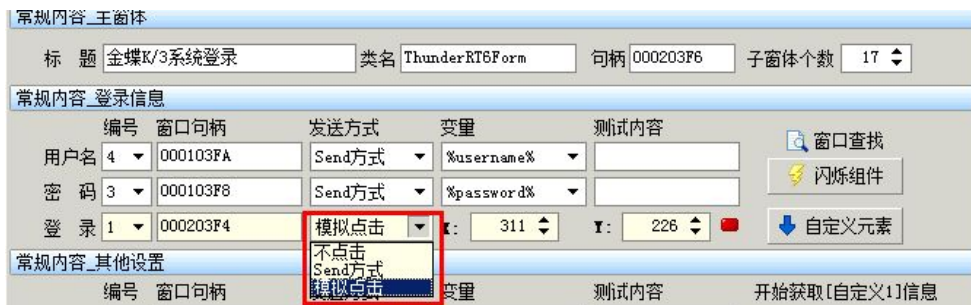 常规内容_主窗体
标 题 金蝶K/3系统登录 类名 ThunderRT6Form 句柄 000203F6 子窗体个数 17
常规内容_登录信息
编号 窗口句柄 发送方式 变量 测试内容
窗口查找
用户名 4 000103FA Send方式 %username%
闪烁组件
密 码 3 000103F8 Send方式 %password%
登 录 1 000203F4 模拟点击 X: 311 Y: 226 自定义元素
不点击
Send方式
模拟点击
常规内容_其他设置
编号 窗口句柄 变量 测试内容 开始获取[自定义1]信息